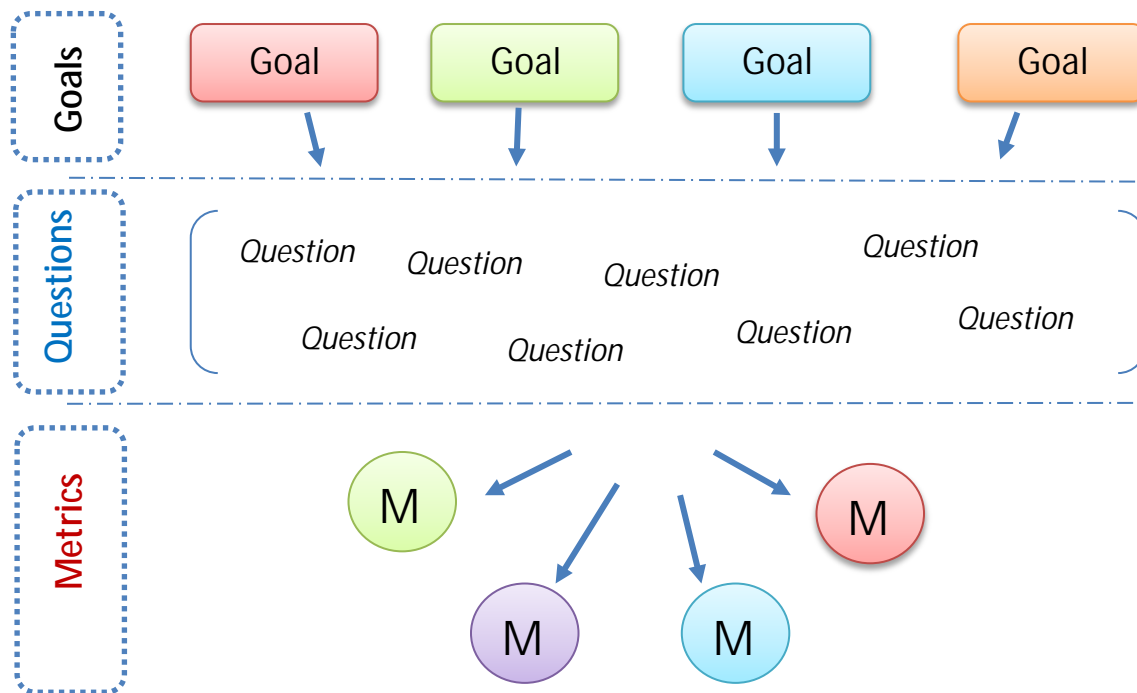 Goals
Goal
Goal
Goal
Goal
Questions
Question
Question
Question
Question
Question
Question
Question
Question
Metrics
M
M
M
M